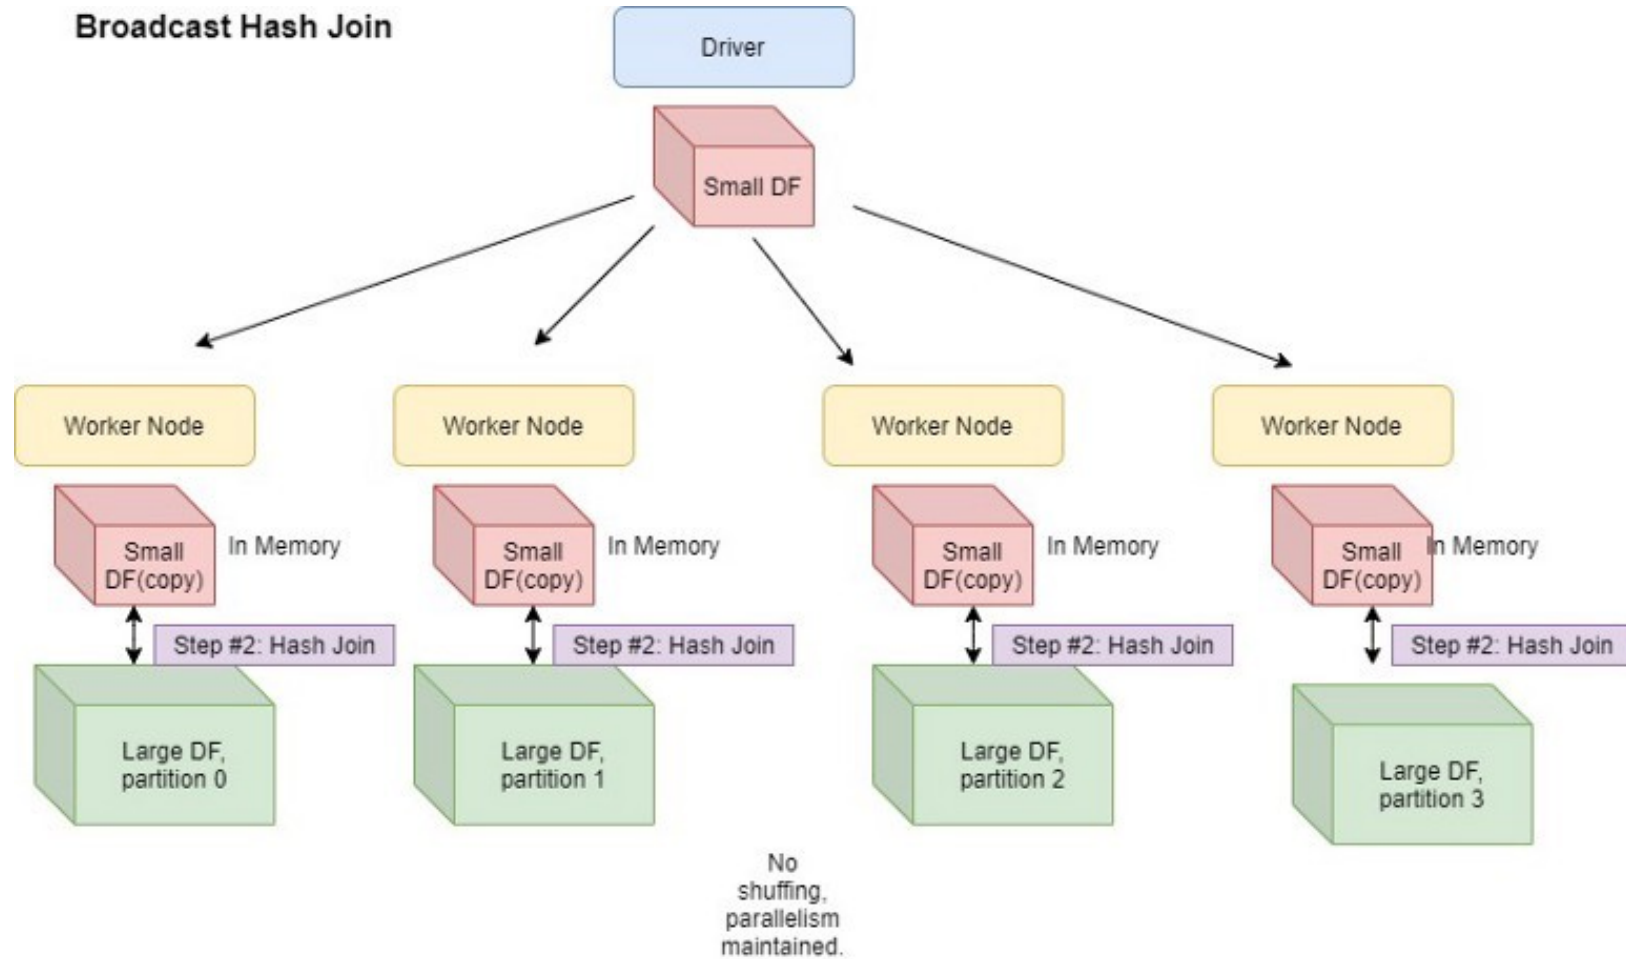 Broadcast Hash Join
Driver
Small DF
Worker Node
Worker Node
Worker Node
Worker Node
Small
DF(copy)
In Memory
Small
DF(copy)
In Memory
Small
DF(copy)
In Memory
Small
DF(copy)
In Memory
Step #2: Hash Join
Step #2: Hash Join
Step #2: Hash Join
Step #2: Hash Join
Large DF,
partition 0
Large DF,
partition 1
Large DF,
partition 2
Large DF,
partition 3
No
shuffing,
parallelism
maintained.